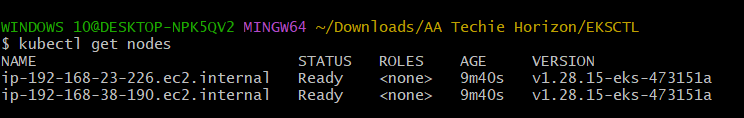 WINDOWS 10@DESKTOP-NPK5QV2 MINGW64 ~/Downloads/AA Techie Horizon/EKSCTL
$ kubectl get nodes
NAME STATUS ROLES AGE VERSION
ip-192-168-23-226.ec2.internal Ready <none> 9m40s v1.28.15-eks-473151a
ip-192-168-38-190.ec2.internal Ready <none> 9m40s v1.28.15-eks-473151a